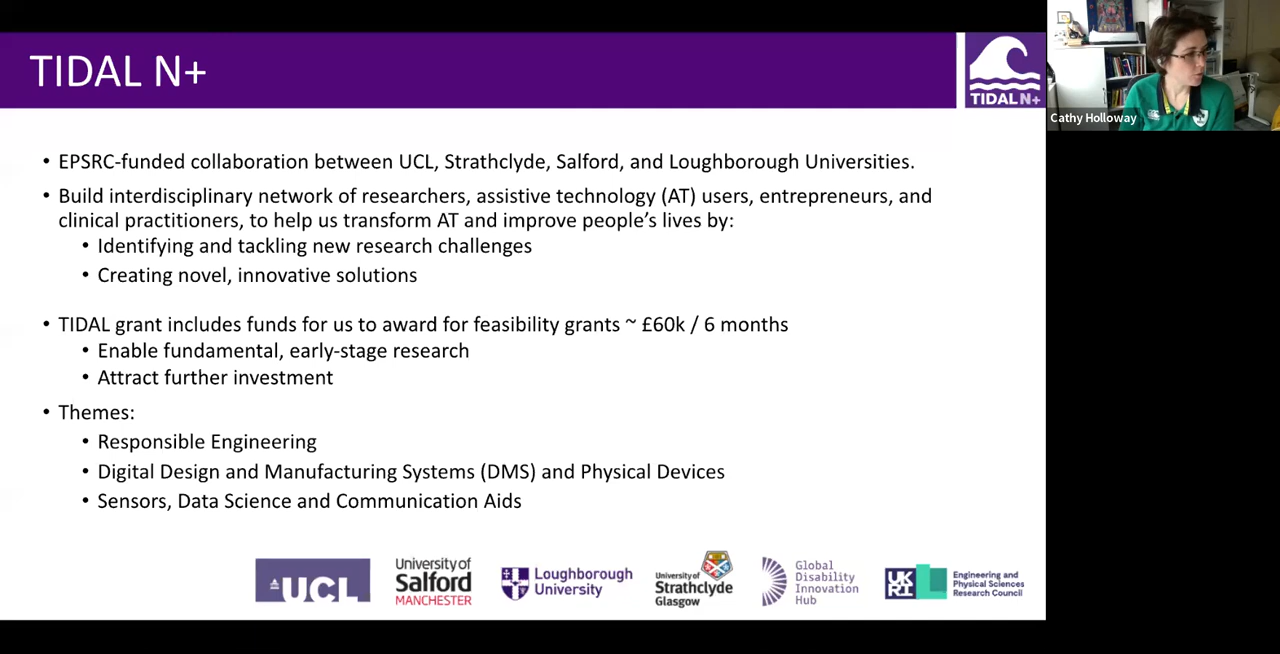 TIDAL N+
TIDAL N+
Cathy Holloway
• EPSRC-funded collaboration between UCL, Strathclyde, Salford, and Loughborough Universities.
• Build interdisciplinary network of researchers, assistive technology (AT) users, entrepreneurs, and
clinical practitioners, to help us transform AT and improve people's lives by:
• Identifying and tackling new research challenges
• Creating novel, innovative solutions
• TIDAL grant includes funds for us to award for feasibility grants ~ £60k / 6 months
• Enable fundamental, early-stage research
• Attract further investment
• Themes:
• Responsible Engineering
• Digital Design and Manufacturing Systems (DMS) and Physical Devices
• Sensors, Data Science and Communication Aids
UCL
University of
Salford
MANCHESTER
Loughborough
University
University of
Strathclyde
Glasgow
Global
Disability
Innovation
Hub
UK
RI
Engineering and
Physical Sciences
Research Council